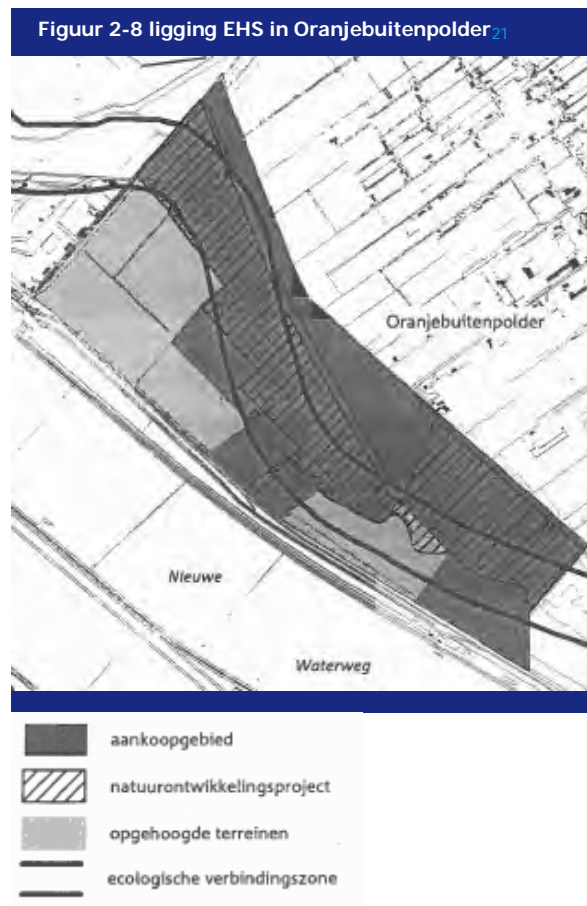 Figuur 2-8 ligging EHS in Oranjebuitenpolder21
Oranjebuitenpolder
Nieuwe
Waterweg
aankoopgebied
natuurontwikkelingsproject
opgehoogde terreinen
ecologische verbindingszone